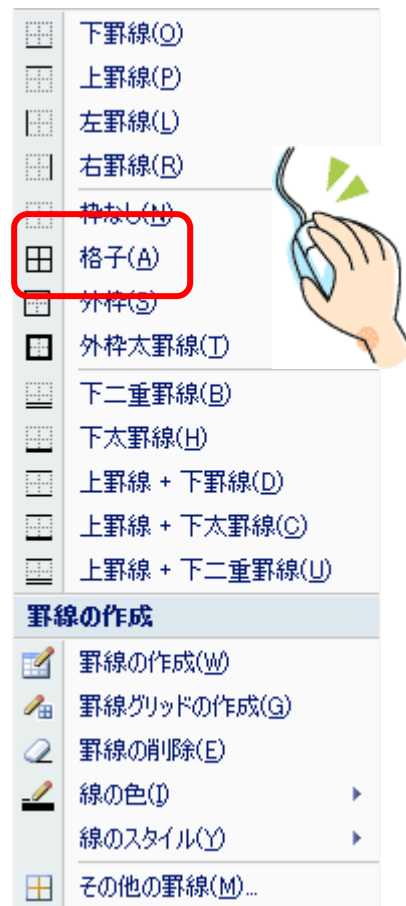 下罫線(O)
上罫線(P)
左罫線(L)
右罫線(R)
枠なし(N)
格子(A)
外枠(S)
外枠太罫線(T)
下二重罫線(B)
下太罫線(H)
上罫線 + 下罫線(D)
上罫線 + 下太罫線(C)
上罫線 + 下二重罫線(U)
罫線の作成
罫線の作成(W)
罫線グリッドの作成(G)
罫線の削除(E)
線の色(I)
線のスタイル(Y)
その他の罫線(M)...